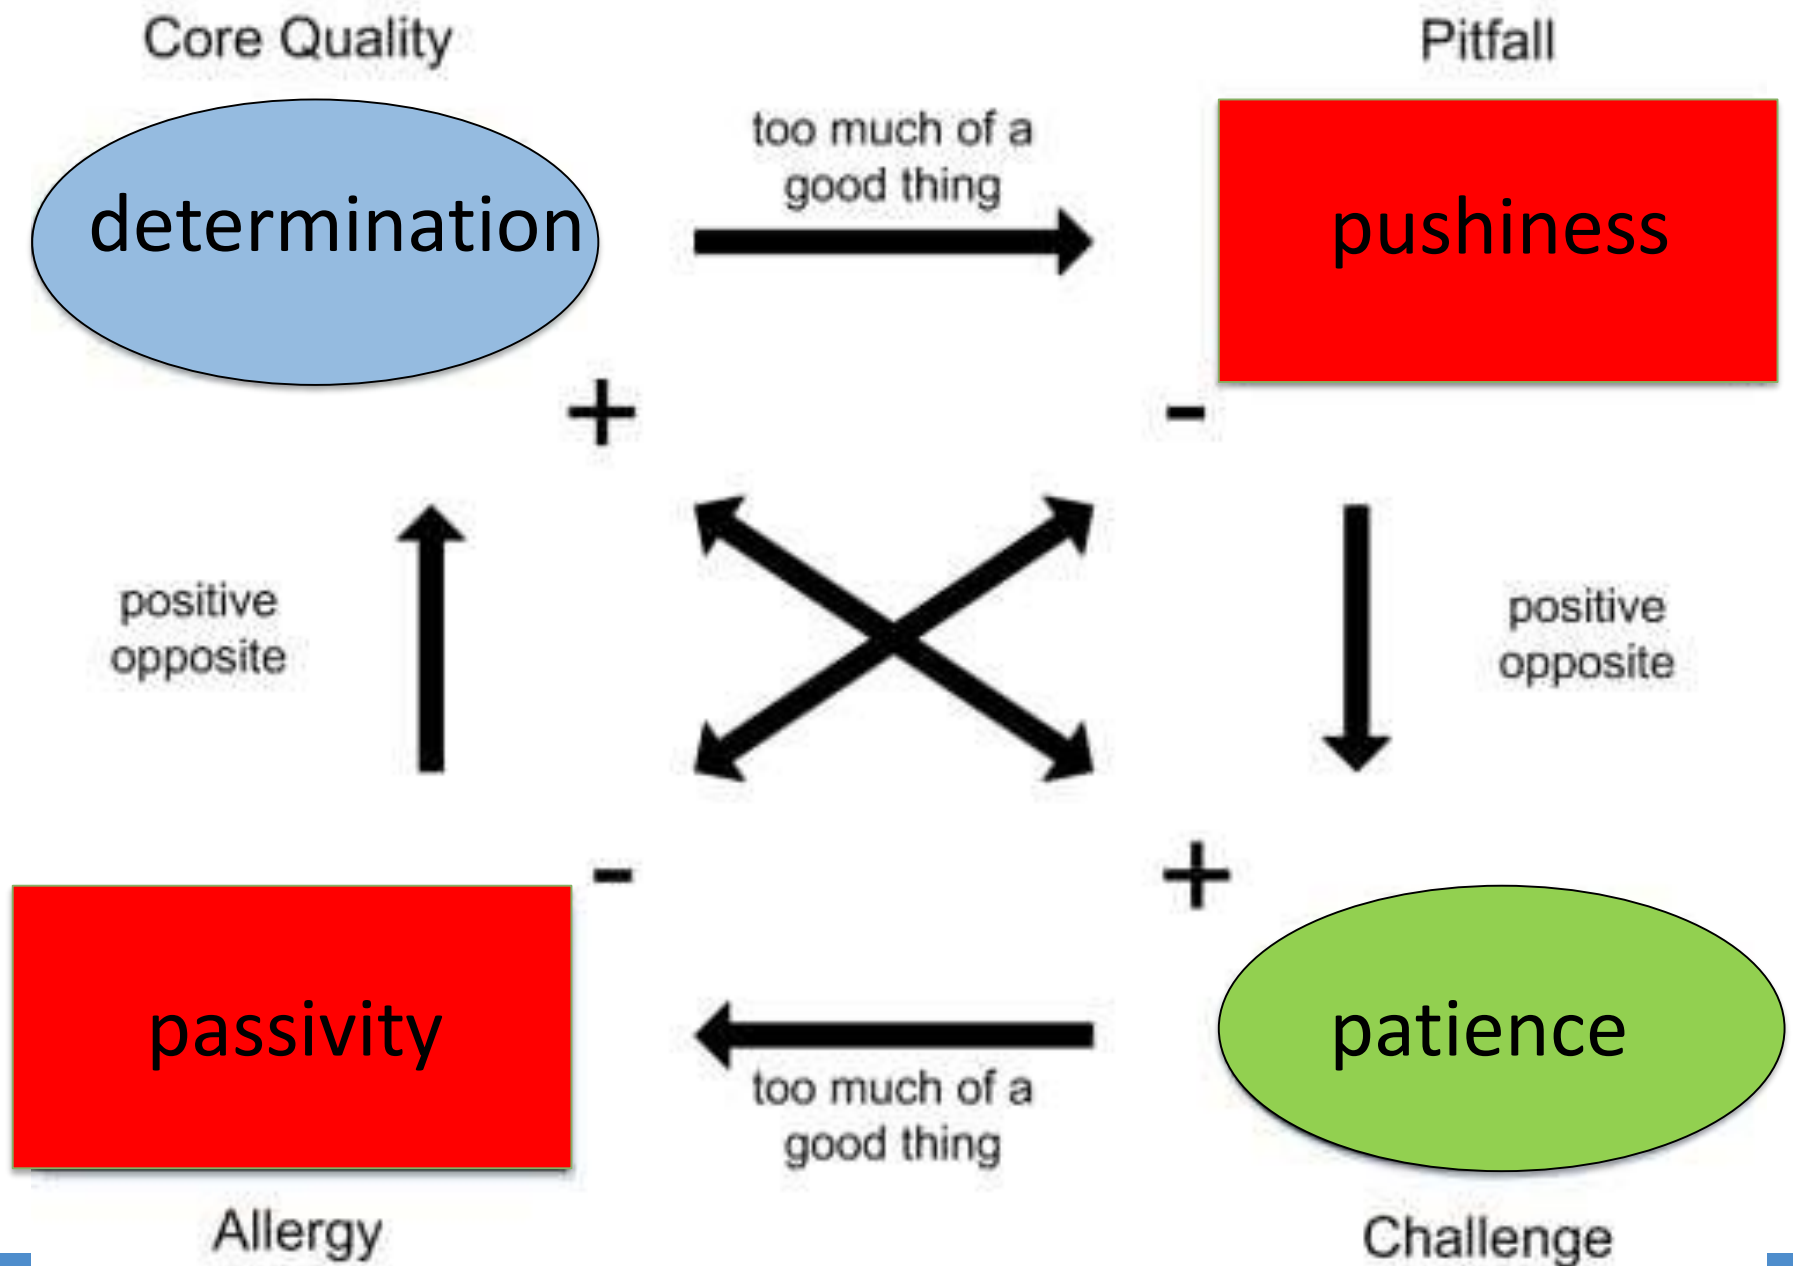 Core Quality
Pitfall
determination
too much of a
good thing
pushiness
+
-
positive
opposite
positive
opposite
-
+
passivity
too much of a
good thing
patience
Allergy
Challenge